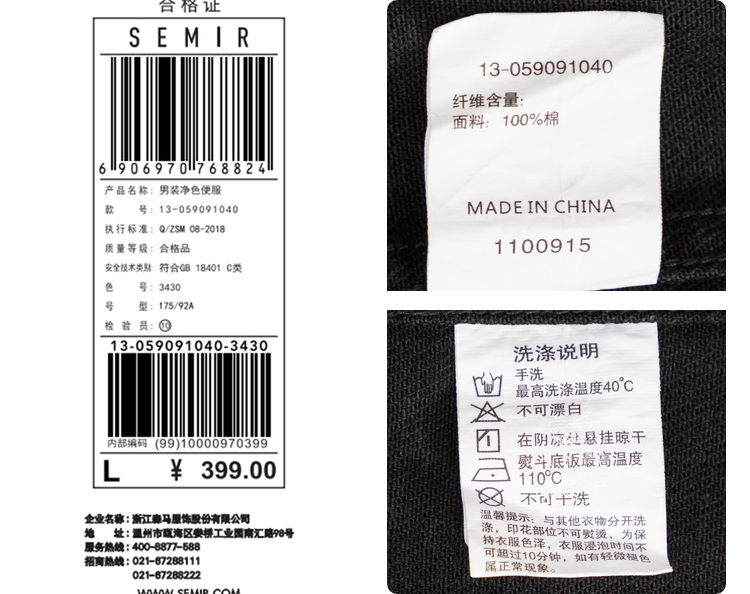 合格证
SEMIR
6 906970 768824
产品名称: 男装净色便服
款 号: 13-059091040
执行标准: Q/ZSM 08-2018
质量等级: 合格品
安全技术类别: 符合GB 18401 C类
色 号: 3430
号 型: 175/92A
检 验 员: ⑩
13-059091040-3430
内部编码 (99)10000970399
L ¥ 399.00
企业名称: 浙江森马服饰股份有限公司
地 址: 温州市瓯海区娄桥工业园南汇路98号
服务热线: 400-8877-588
招商热线: 021-67288111
021-67288222
WWW.SEMIR.COM
13-059091040
纤维含量:
面料: 100%棉
MADE IN CHINA
1100915
洗涤说明
手洗
最高洗涤温度40°C
不可漂白
在阴凉处悬挂晾干
熨斗底板最高温度
110°C
不可干洗
温馨提示: 与其他衣物分开洗
涤, 印花部位不可熨烫, 为保
持衣服色泽, 衣服浸泡时间不
可超过10分钟, 如有轻微褪色
属正常现象。